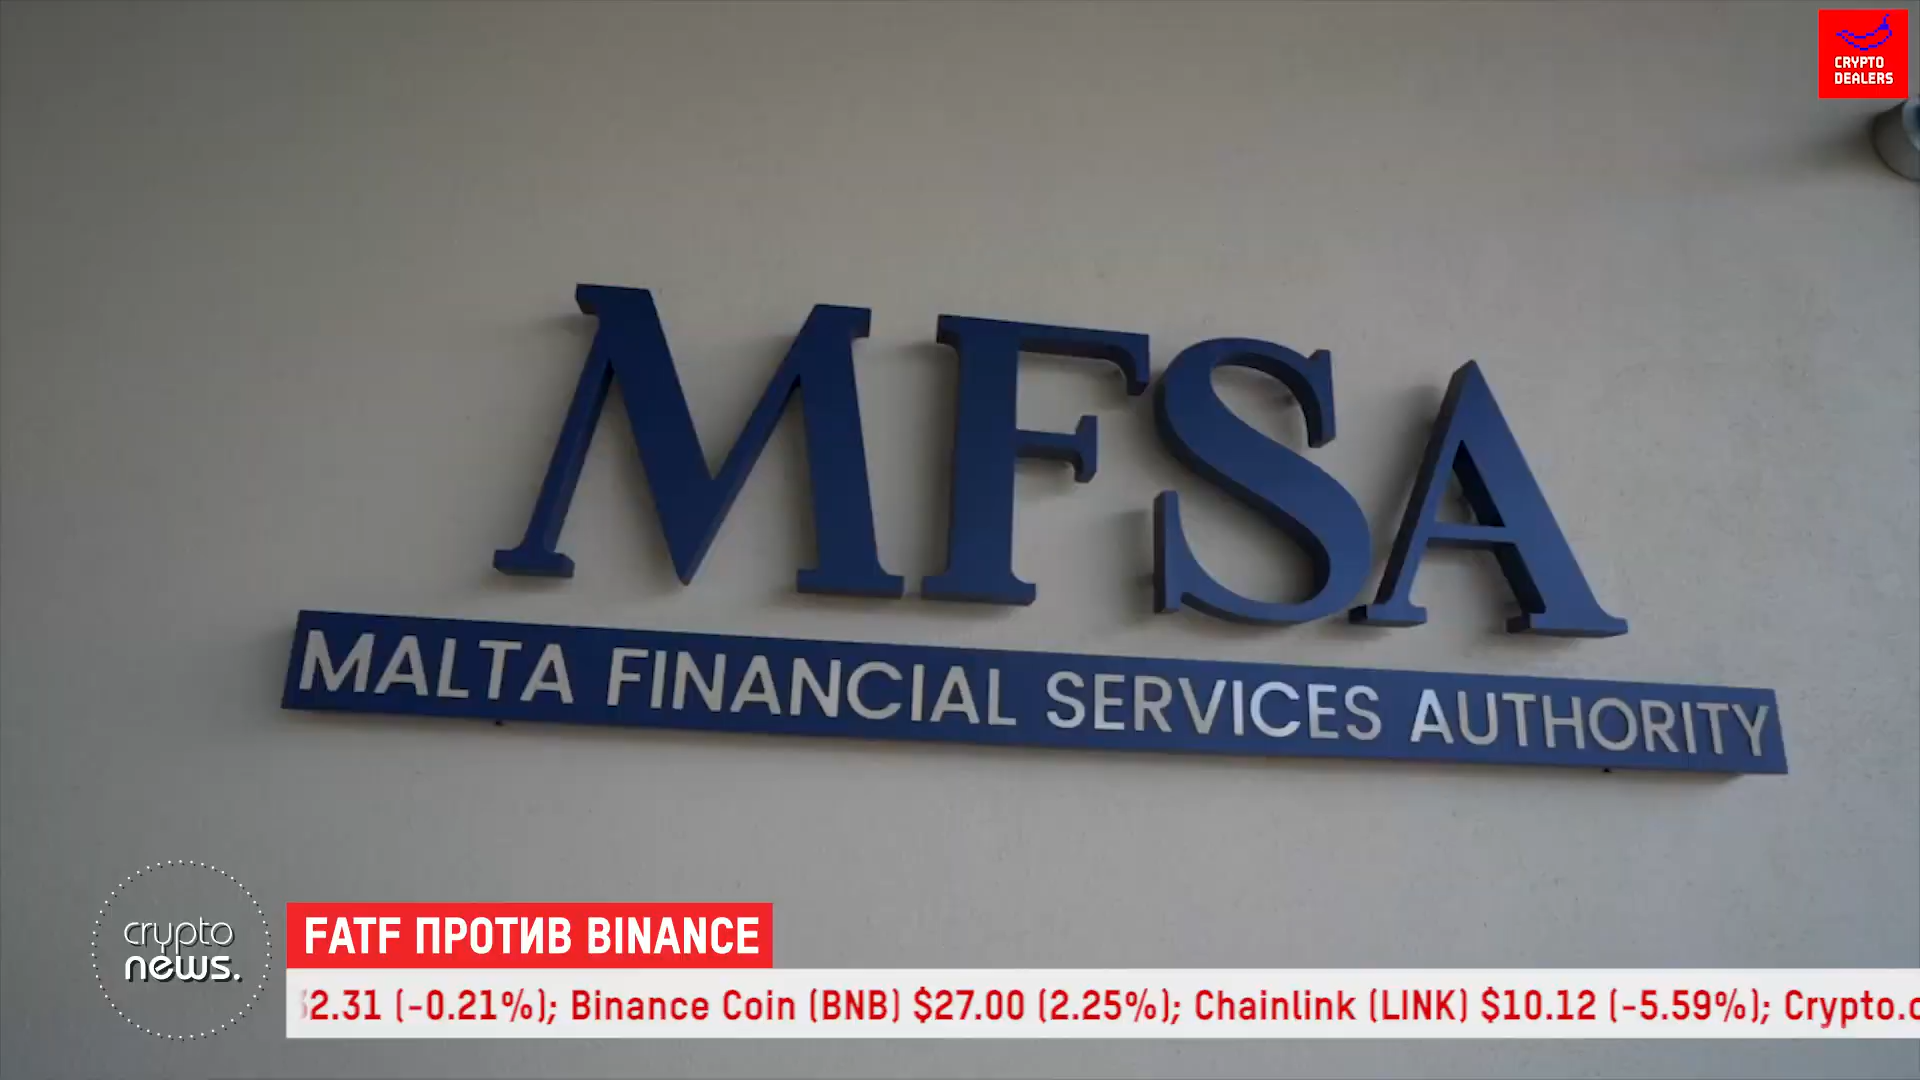 CRYPTO
DEALERS
MFSA
MALTA FINANCIAL SERVICES AUTHORITY
crypto
news.
FATF ПРОТИВ BINANCE
2.31 (-0.21%); Binance Coin (BNB) $27.00 (2.25%); Chainlink (LINK) $10.12 (-5.59%);